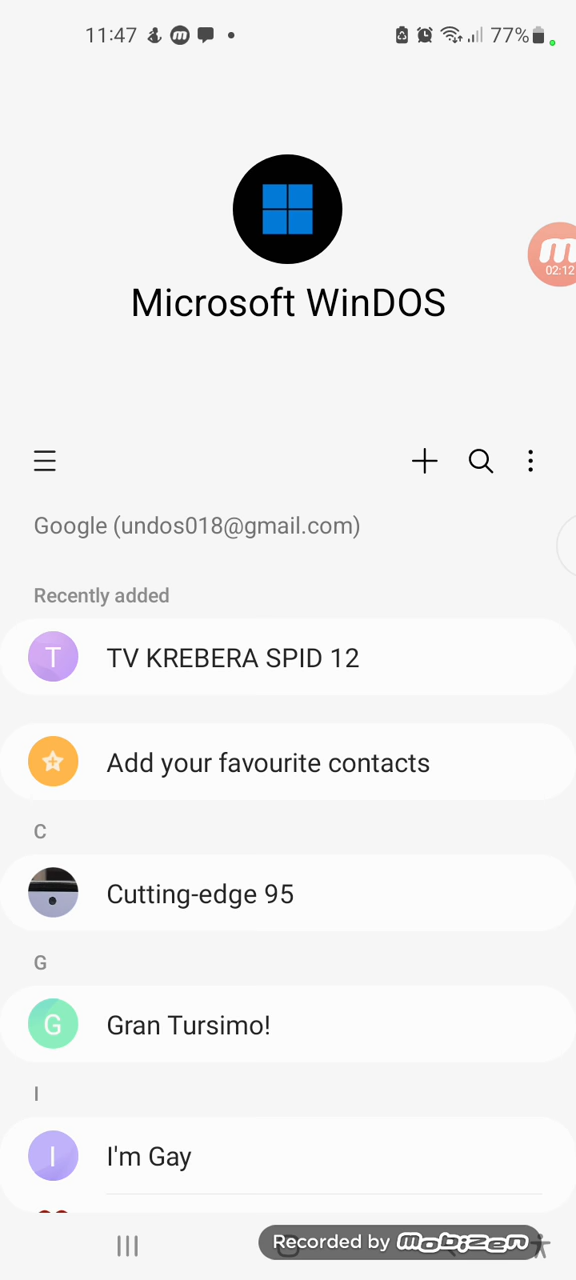 11:47
77%
02:12
Microsoft WinDOS
Google (undos018@gmail.com)
Recently added
T
TV KREBERA SPID 12
Add your favourite contacts
C
Cutting-edge 95
G
G
Gran Tursimo!
I
I
I'm Gay
Recorded by mobizen